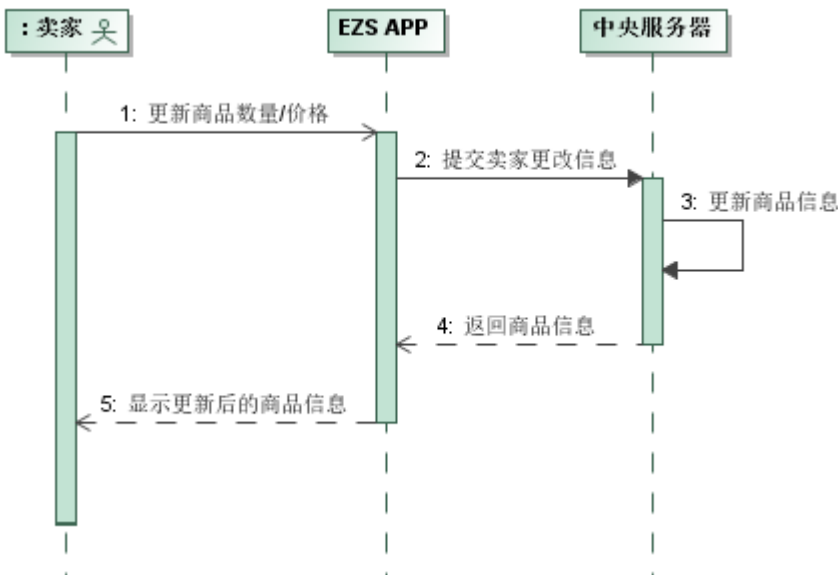 : 卖家
EZS APP
中央服务器
1: 更新商品数量/价格
2: 提交卖家更改信息
3: 更新商品信息
4: 返回商品信息
5: 显示更新后的商品信息